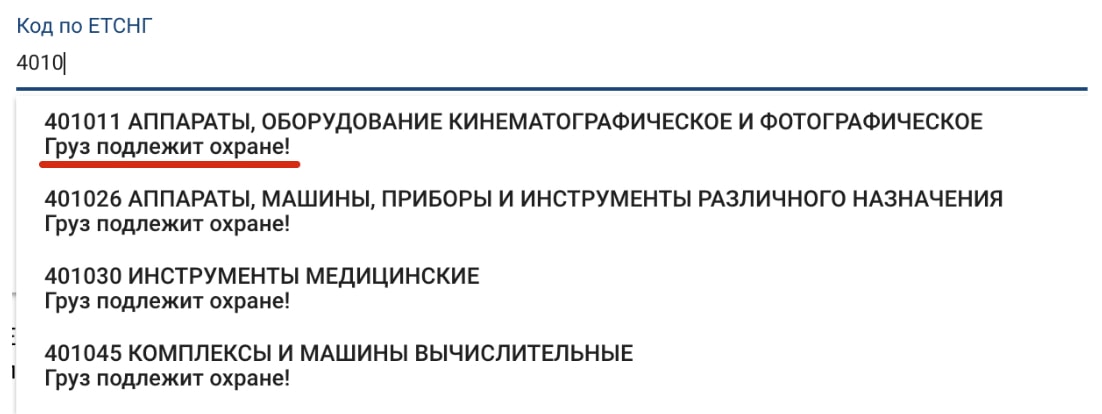 Код по ЕТСНГ
4010
401011 АППАРАТЫ, ОБОРУДОВАНИЕ КИНЕМАТОГРАФИЧЕСКОЕ И ФОТОГРАФИЧЕСКОЕ
Груз подлежит охране!
401026 АППАРАТЫ, МАШИНЫ, ПРИБОРЫ И ИНСТРУМЕНТЫ РАЗЛИЧНОГО НАЗНАЧЕНИЯ
Груз подлежит охране!
401030 ИНСТРУМЕНТЫ МЕДИЦИНСКИЕ
Груз подлежит охране!
401045 КОМПЛЕКСЫ И МАШИНЫ ВЫЧИСЛИТЕЛЬНЫЕ
Груз подлежит охране!